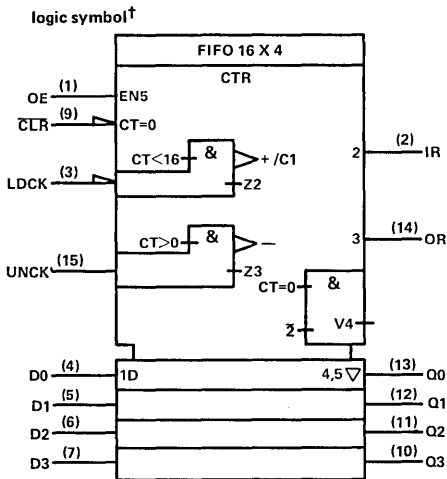 logic symbol†
FIFO 16 X 4
CTR
OE (1) EN5
C̅L̅R̅ (9) CT=0
CT<16 & + /C1
2 (2) IR
LDCK (3) Z2
CT>0 & −
3 (14) OR
UNCK (15) Z3
CT=0 &
2̅ V4
D0 (4) 1D 4,5 ▽ (13) Q0
D1 (5) (12) Q1
D2 (6) (11) Q2
D3 (7) (10) Q3